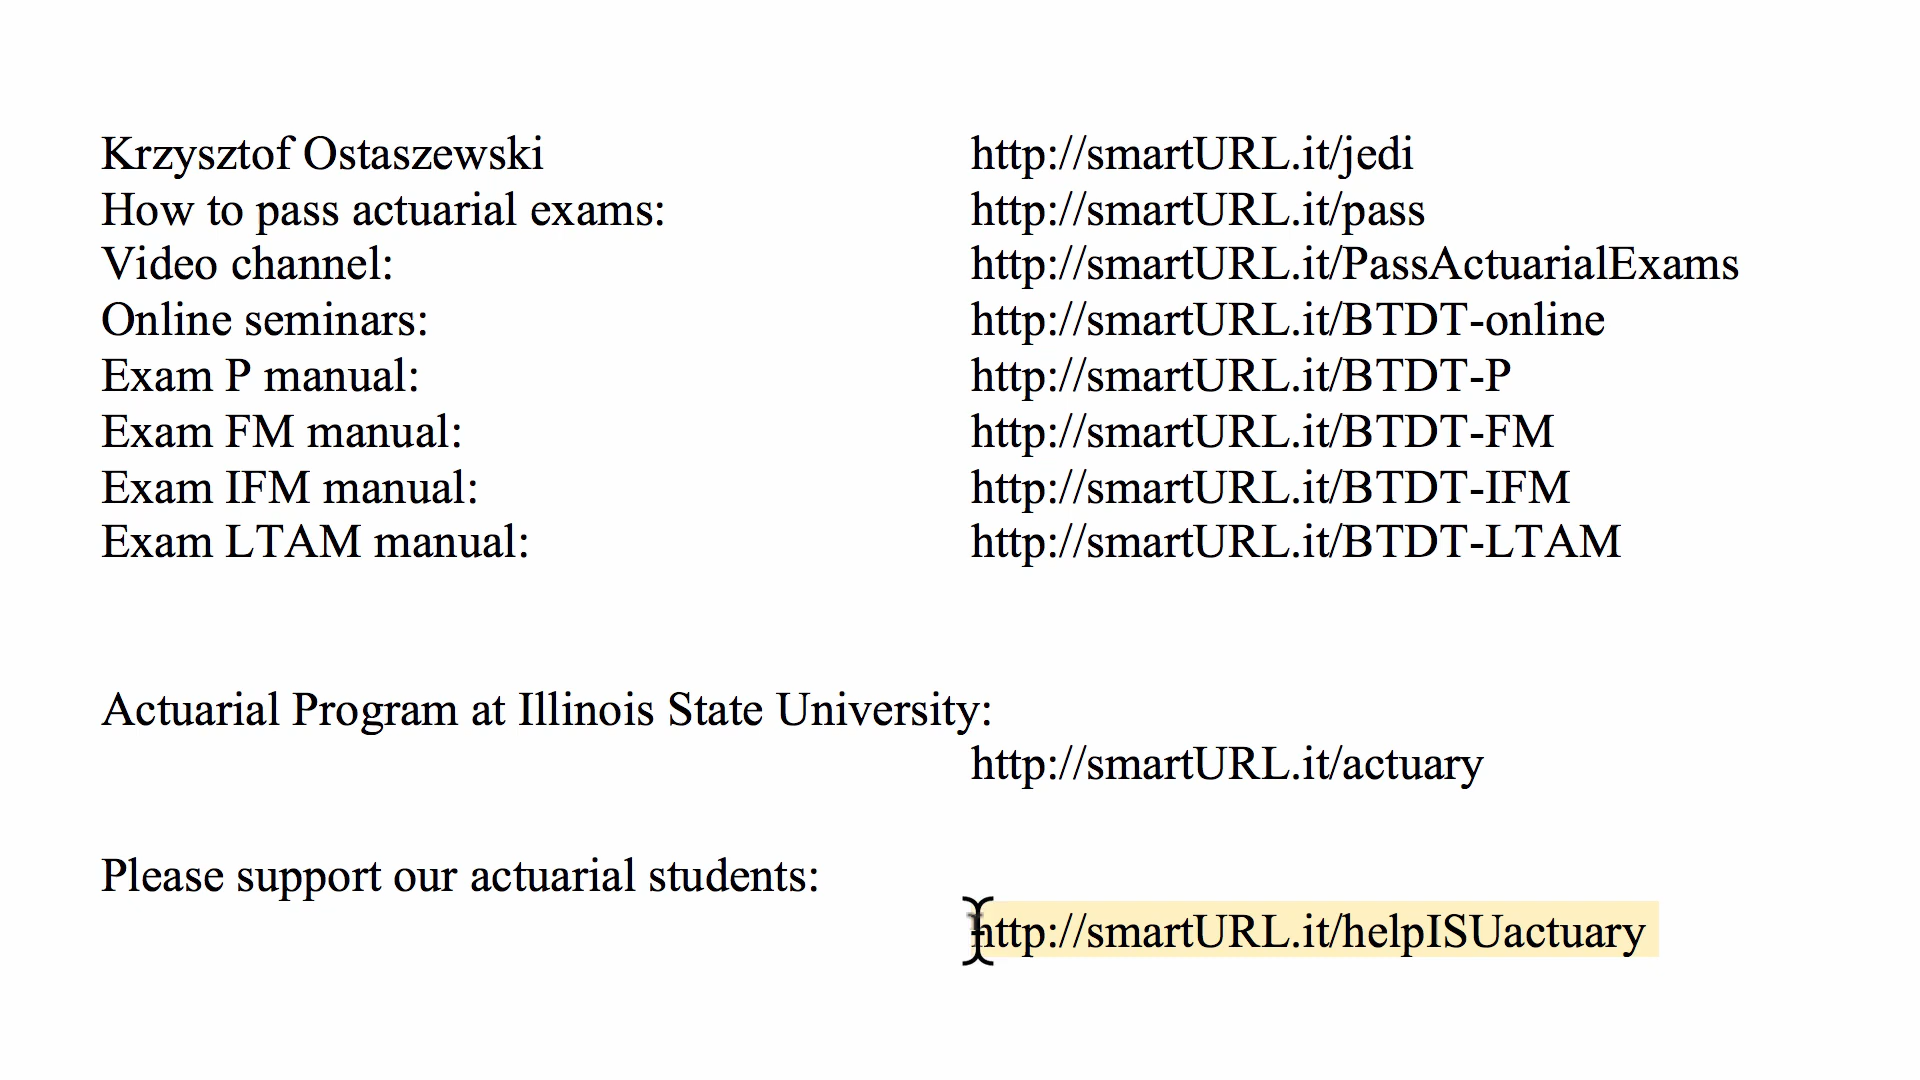 Krzysztof Ostaszewski http://smartURL.it/jedi
How to pass actuarial exams: http://smartURL.it/pass
Video channel: http://smartURL.it/PassActuarialExams
Online seminars: http://smartURL.it/BTDT-online
Exam P manual: http://smartURL.it/BTDT-P
Exam FM manual: http://smartURL.it/BTDT-FM
Exam IFM manual: http://smartURL.it/BTDT-IFM
Exam LTAM manual: http://smartURL.it/BTDT-LTAM
Actuarial Program at Illinois State University:
http://smartURL.it/actuary
Please support our actuarial students:
http://smartURL.it/helpISUactuary